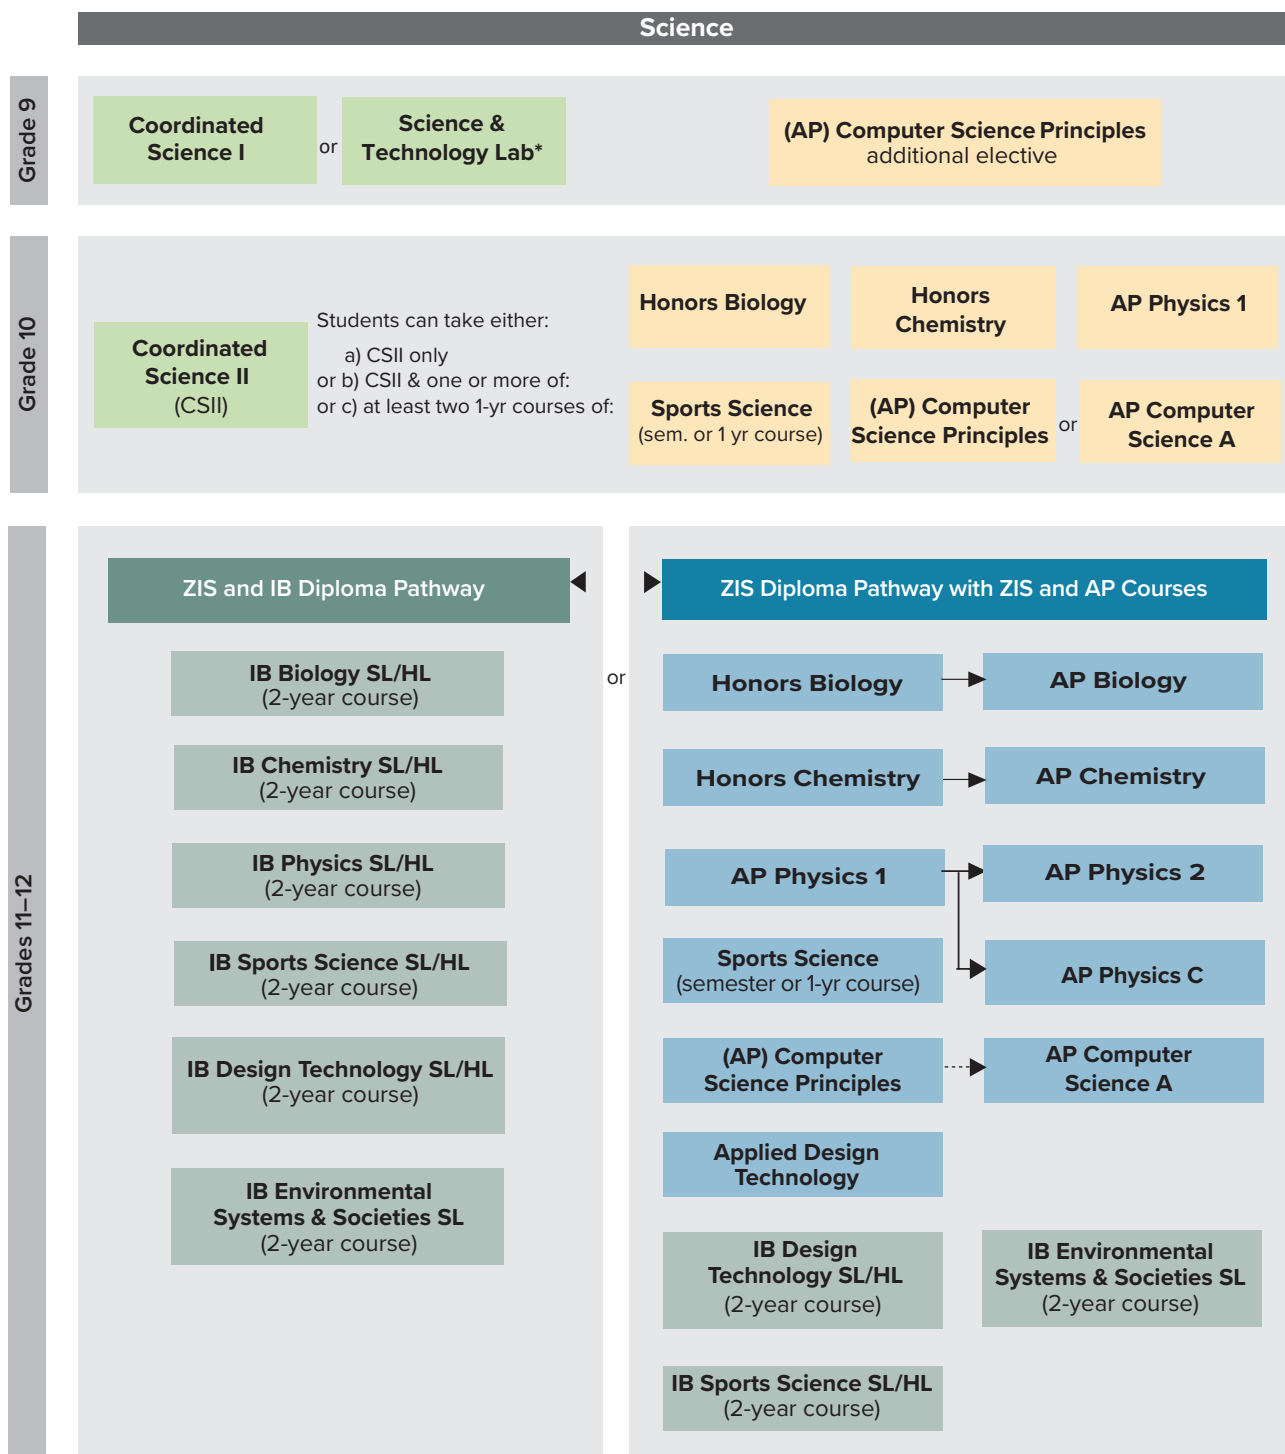 Science
Grade 9
Coordinated
Science I
or
Science &
Technology Lab*
(AP) Computer Science Principles
additional elective
Grade 10
Coordinated
Science II
(CSII)
Students can take either:
a) CSII only
or b) CSII & one or more of:
or c) at least two 1-yr courses of:
Honors Biology
Honors
Chemistry
AP Physics 1
Sports Science
(sem. or 1 yr course)
(AP) Computer
Science Principles
or
AP Computer
Science A
Grades 11–12
ZIS and IB Diploma Pathway
IB Biology SL/HL
(2-year course)
IB Chemistry SL/HL
(2-year course)
IB Physics SL/HL
(2-year course)
IB Sports Science SL/HL
(2-year course)
IB Design Technology SL/HL
(2-year course)
IB Environmental
Systems & Societies SL
(2-year course)
or
ZIS Diploma Pathway with ZIS and AP Courses
Honors Biology
AP Biology
Honors Chemistry
AP Chemistry
AP Physics 1
AP Physics 2
Sports Science
(semester or 1-yr course)
AP Physics C
(AP) Computer
Science Principles
AP Computer
Science A
Applied Design
Technology
IB Design
Technology SL/HL
(2-year course)
IB Environmental
Systems & Societies SL
(2-year course)
IB Sports Science SL/HL
(2-year course)